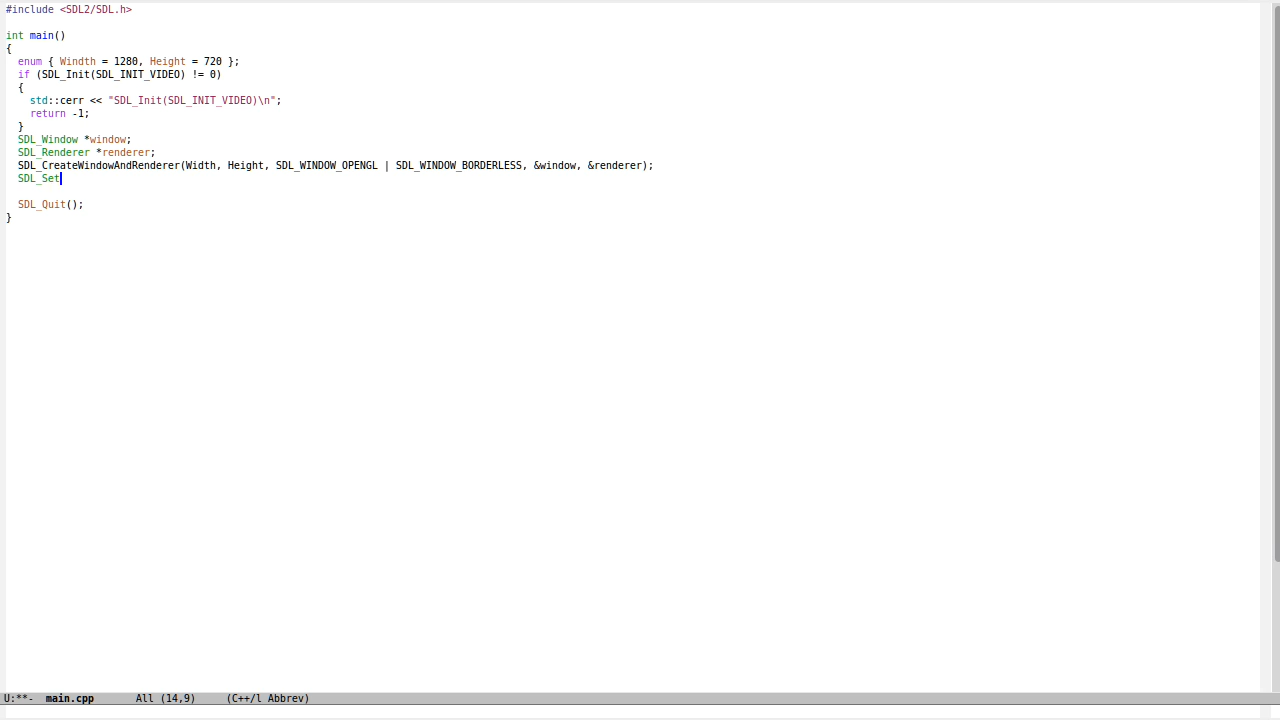 #include <SDL2/SDL.h>
int main()
{
enum { Windth = 1280, Height = 720 };
if (SDL_Init(SDL_INIT_VIDEO) != 0)
{
std::cerr << "SDL_Init(SDL_INIT_VIDEO)\n";
return -1;
}
SDL_Window *window;
SDL_Renderer *renderer;
SDL_CreateWindowAndRenderer(Width, Height, SDL_WINDOW_OPENGL | SDL_WINDOW_BORDERLESS, &window, &renderer);
SDL_Set
SDL_Quit();
}
U:**-  main.cpp       All (14,9)     (C++/l Abbrev)